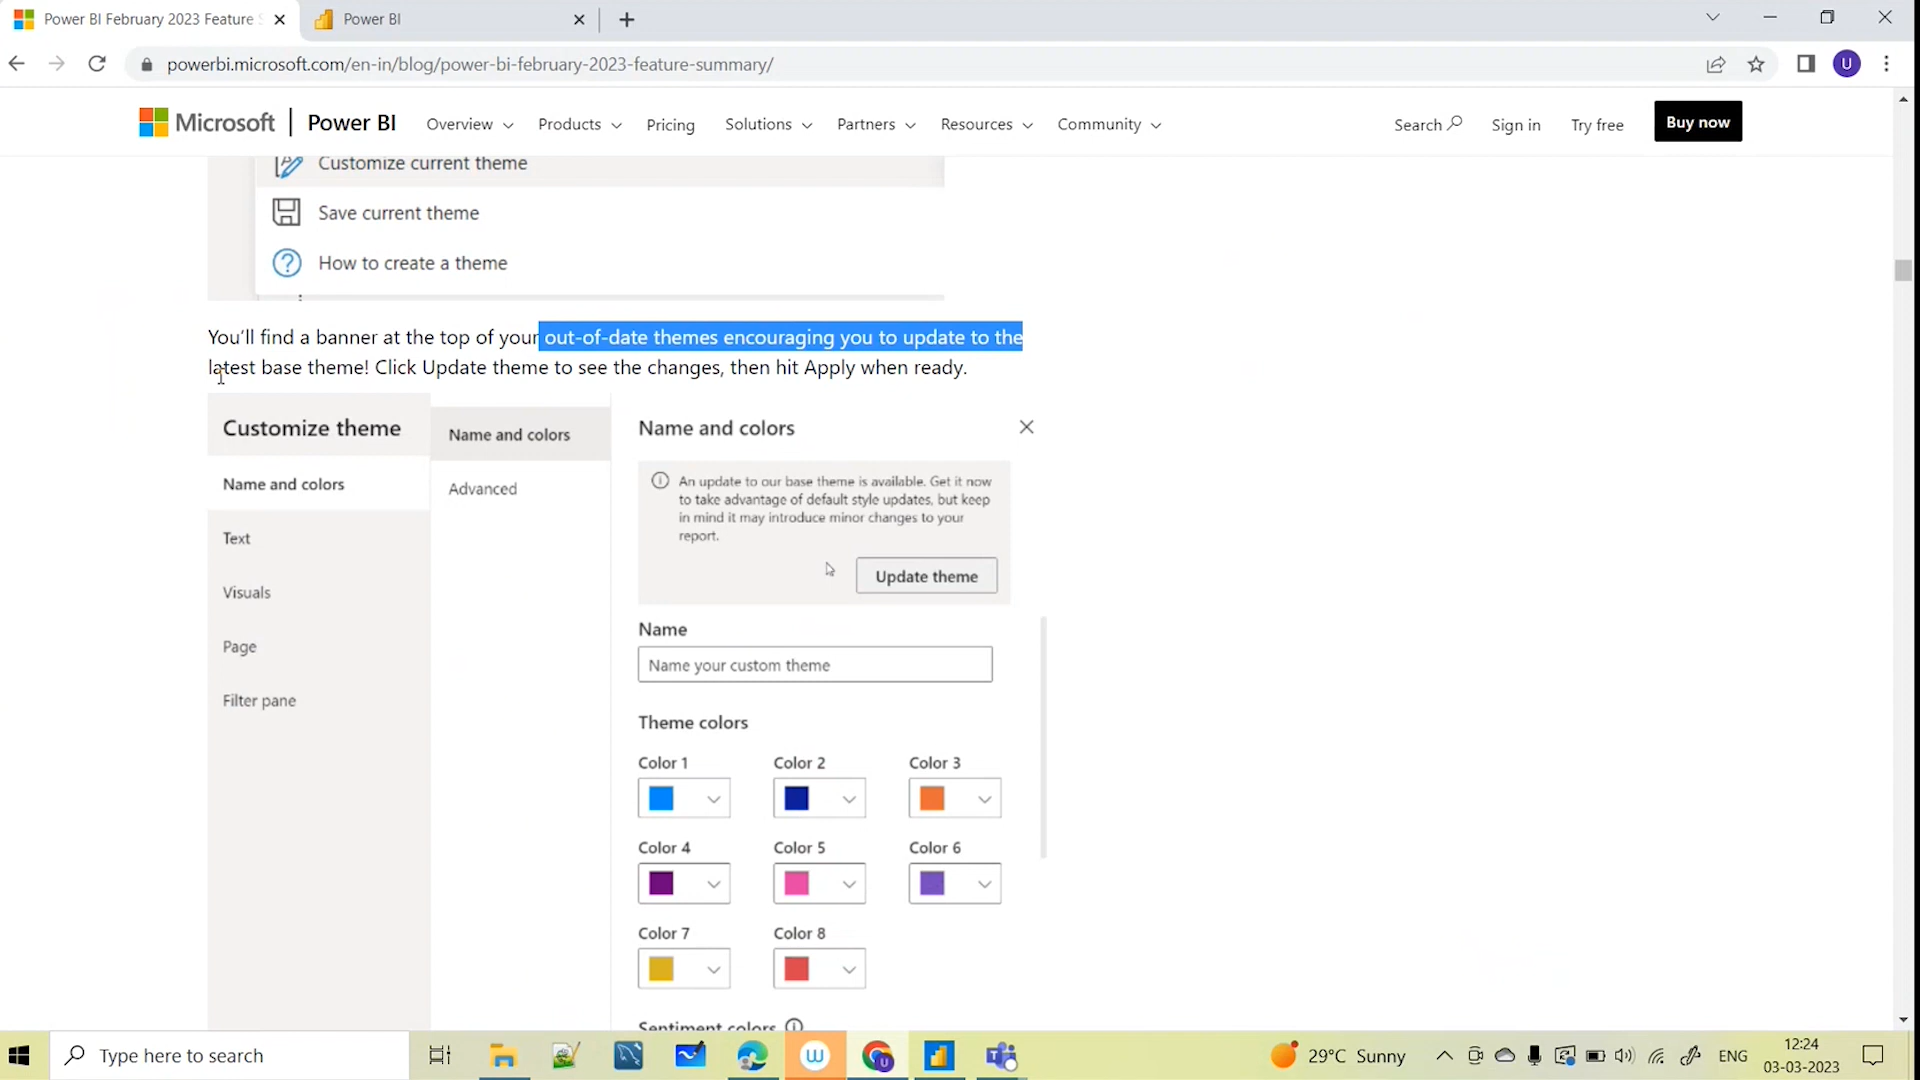 Power BI February 2023 Feature S
Power BI
powerbi.microsoft.com/en-in/blog/power-bi-february-2023-feature-summary/
U
Microsoft | Power BI Overview Products Pricing Solutions Partners Resources Community Search Sign in Try free Buy now
Customize current theme
Save current theme
How to create a theme
You'll find a banner at the top of your out-of-date themes encouraging you to update to the
latest base theme! Click Update theme to see the changes, then hit Apply when ready.
Customize theme
Name and colors
Text
Visuals
Page
Filter pane
Name and colors
Advanced
Name and colors
An update to our base theme is available. Get it now
to take advantage of default style updates, but keep
in mind it may introduce minor changes to your
report.
Update theme
Name
Name your custom theme
Theme colors
Color 1 Color 2 Color 3
Color 4 Color 5 Color 6
Color 7 Color 8
Sentiment colors
Type here to search
W
U
29°C Sunny
ENG
12:24
03-03-2023